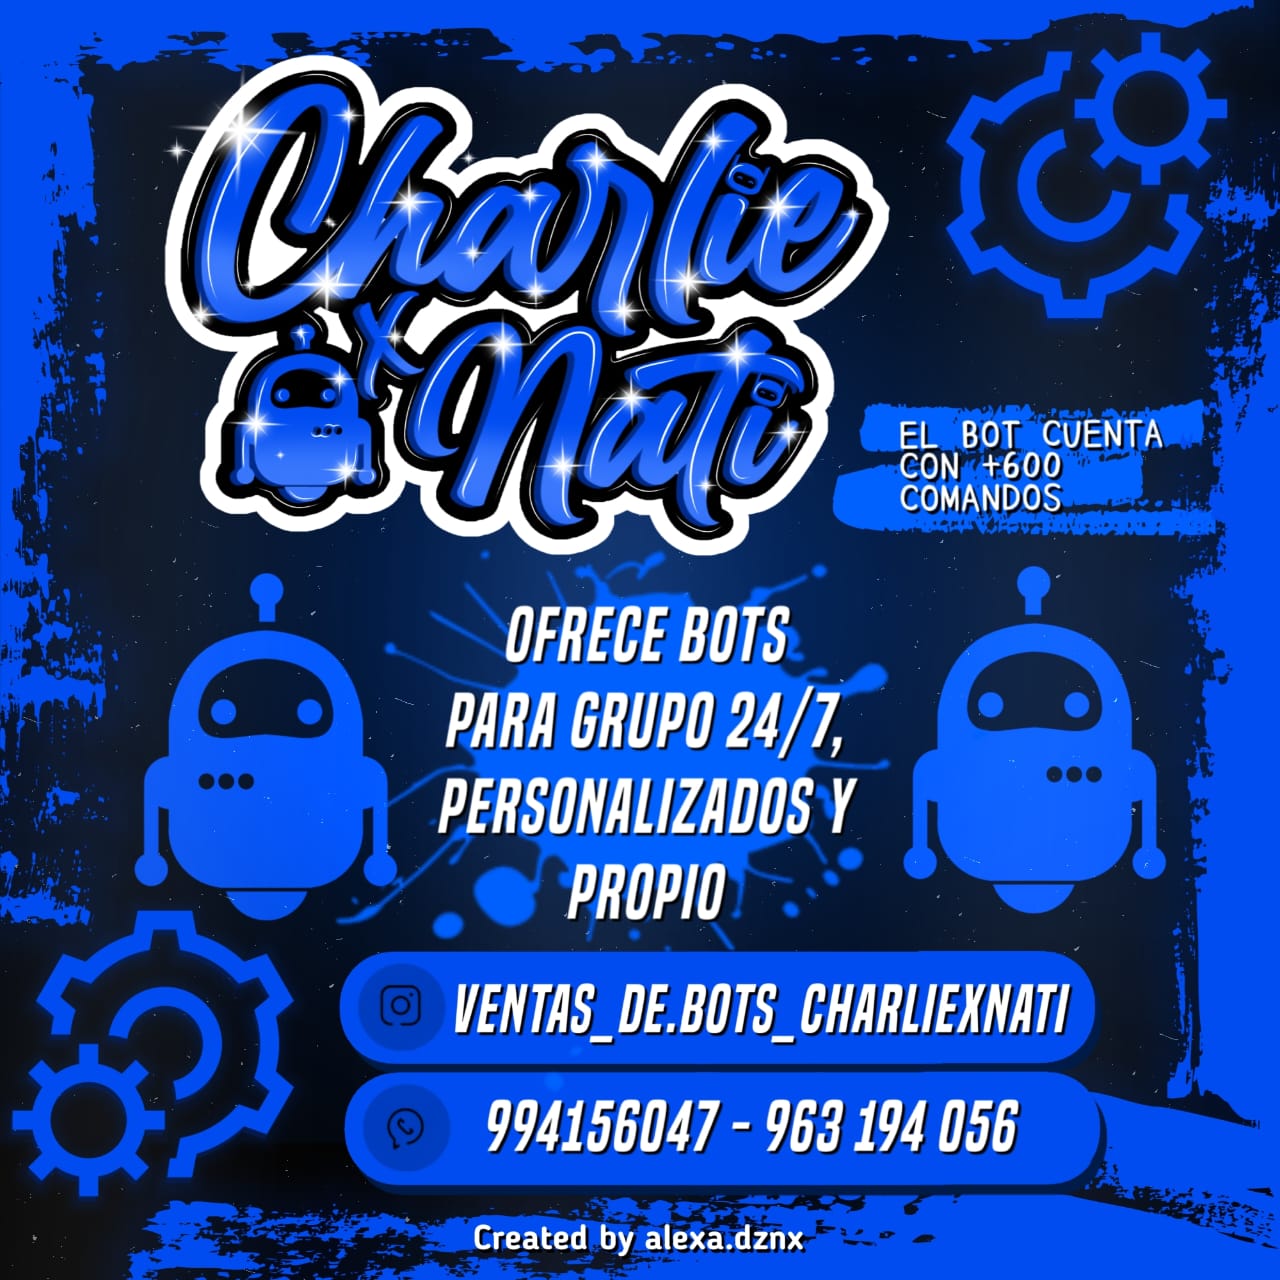 Charlie
x Nati
EL BOT CUENTA
CON +600
COMANDOS
OFRECE BOTS
PARA GRUPO 24/7,
PERSONALIZADOS Y
PROPIO
VENTAS_DE.BOTS_CHARLIEXNATI
994156047 - 963 194 056
Created by alexa.dznx